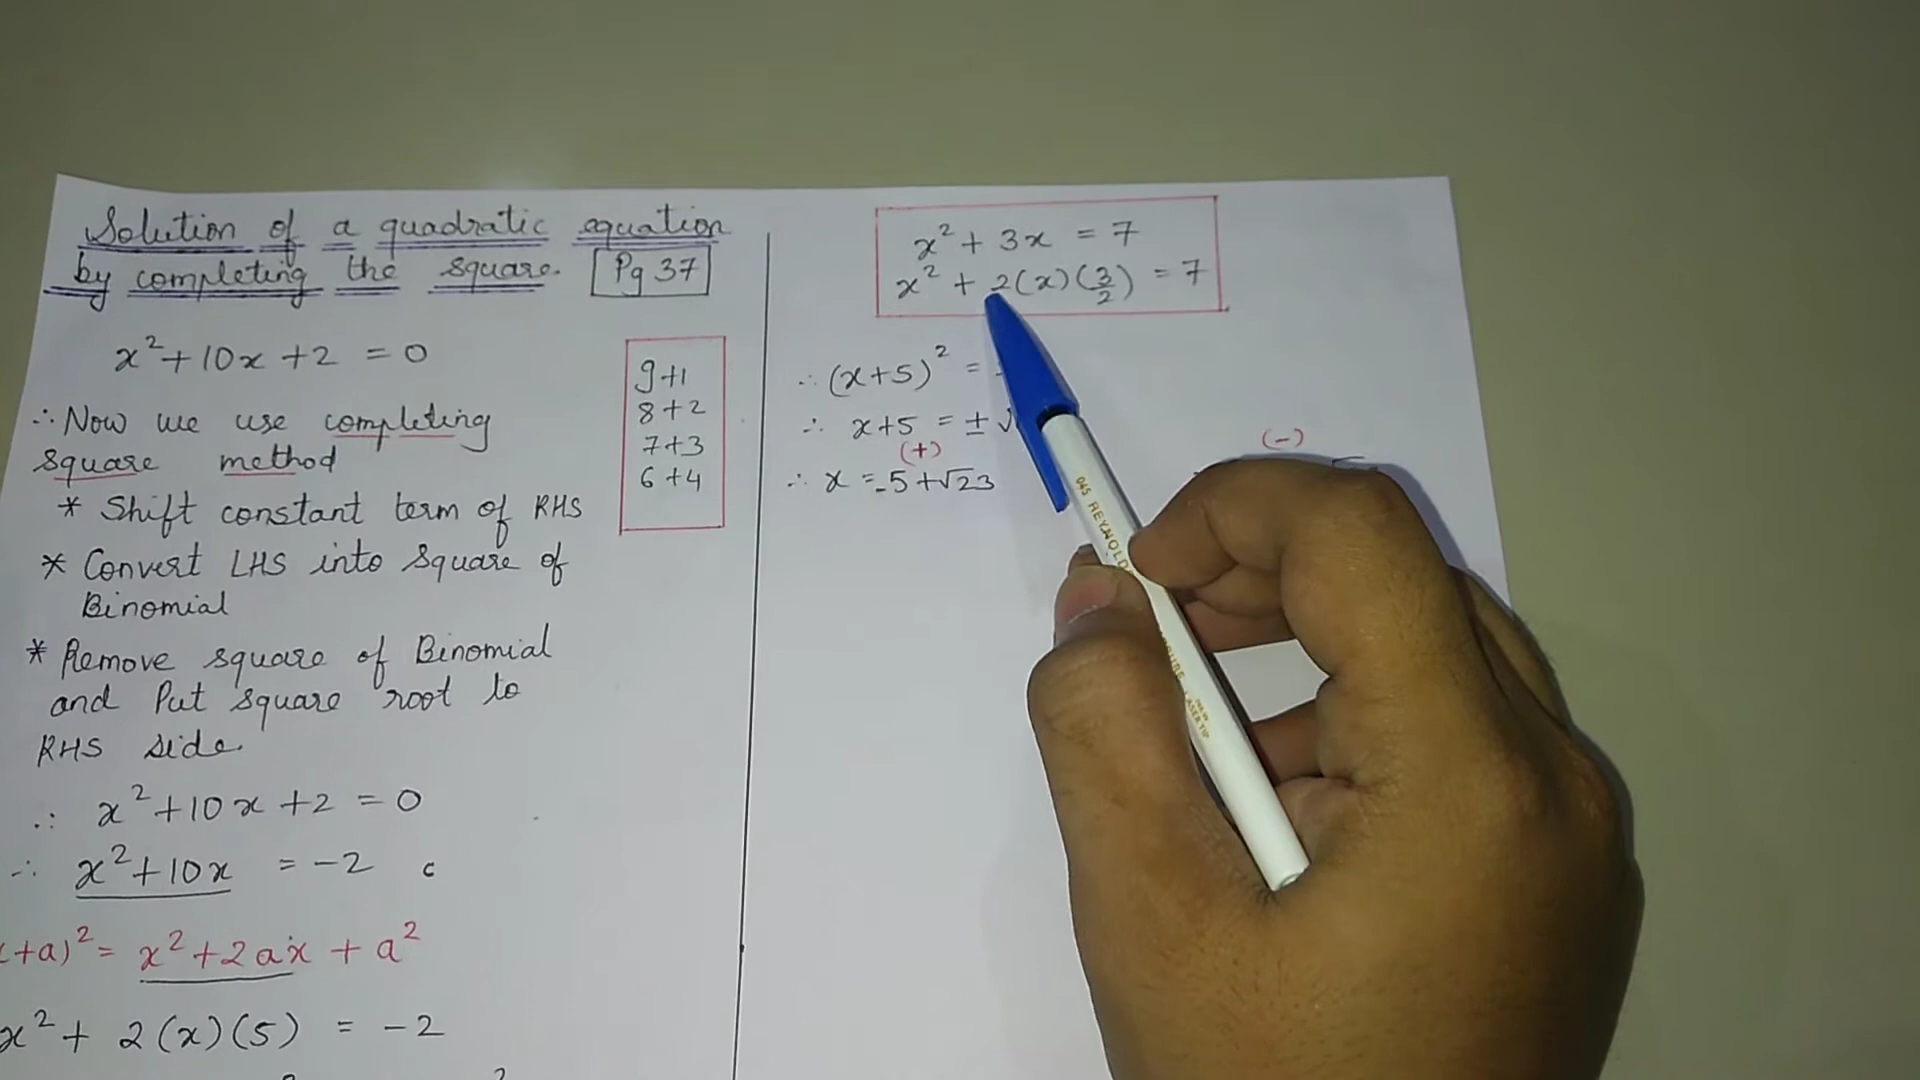 Solution of a quadratic equation
by completing the square. Pg 37
x²+10x+2 = 0
∴ Now we use completing
square method
* Shift constant term of RHS
* Convert LHS into square of
Binomial
* Remove square of Binomial
and Put square root to
RHS side.
∴ x²+10x+2 = 0
∴ x²+10x = -2
+a)² = x²+2ax + a²
x² + 2(x)(5) = -2
9+1
8+2
7+3
6+4
x² + 3x = 7
x² + 2(x)(3/2) = 7
∴ (x+5)² =
∴ x+5 = ± √
(+)
∴ x = -5+√23
(-)
045 REYNOLD
LASER TIP